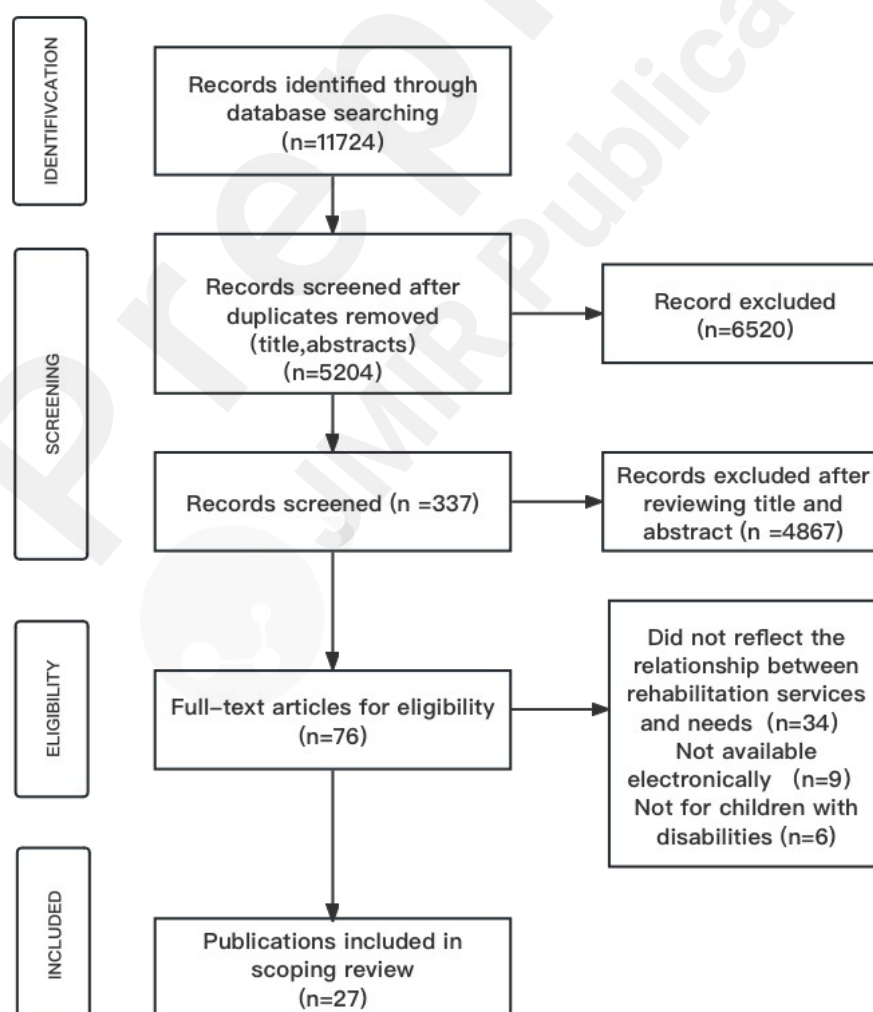 IDENTIFIVCATION
Records identified through
database searching
(n=11724)
SCREENING
Records screened after
duplicates removed
(title,abstracts)
(n=5204)
Record excluded
(n=6520)
Records screened (n =337)
Records excluded after
reviewing title and
abstract (n =4867)
ELIGIBILITY
Full-text articles for eligibility
(n=76)
Did not reflect the
relationship between
rehabilitation services
and needs (n=34)
Not available
electronically (n=9)
Not for children with
disabilities (n=6)
INCLUDED
Publications included in
scoping review
(n=27)
Prepr
JMIR Publica